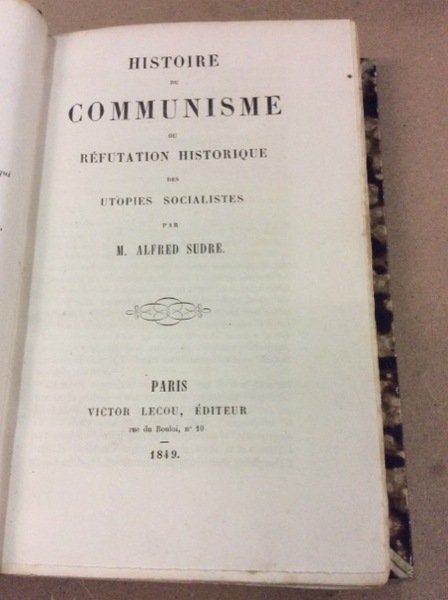 HISTOIRE
DU
COMMUNISME
OU
RÉFUTATION HISTORIQUE
DES
UTOPIES SOCIALISTES
PAR
M. ALFRED SUDRE.
PARIS
VICTOR LECOU, ÉDITEUR
rue du Bouloi, nº 10
1849.